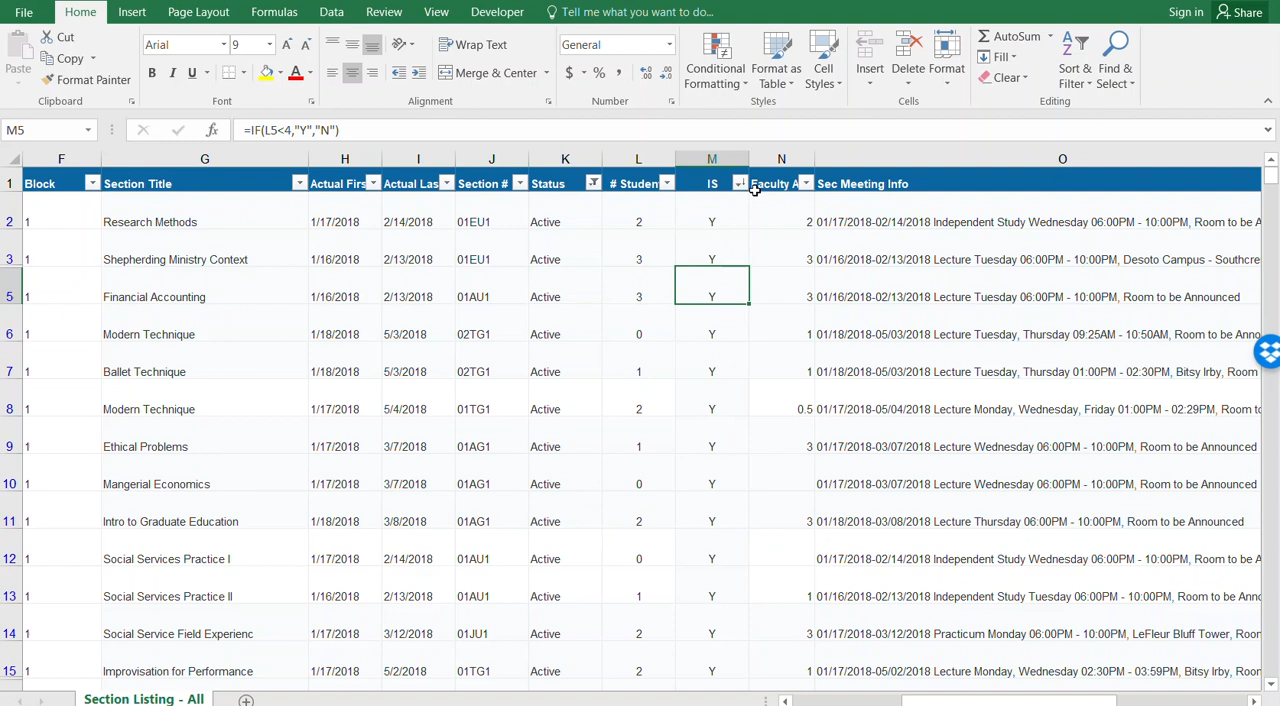 File Home Insert Page Layout Formulas Data Review View Developer Tell me what you want to do... Sign in Share
Cut
Copy
Format Painter
Paste
Clipboard
Arial 9
B I U
Font
Wrap Text
Merge & Center
Alignment
General
$ % ,
Number
Conditional Formatting
Format as Table
Cell Styles
Styles
Insert Delete Format
Cells
AutoSum
Fill
Clear
Sort & Filter
Find & Select
Editing
M5 fx =IF(L5<4,"Y","N")
F G H I J K L M N O
1 Block Section Title Actual Firs Actual Las Section # Status # Studen IS Faculty A Sec Meeting Info
2 1 Research Methods 1/17/2018 2/14/2018 01EU1 Active 2 Y 2 01/17/2018-02/14/2018 Independent Study Wednesday 06:00PM - 10:00PM, Room to be A
3 1 Shepherding Ministry Context 1/16/2018 2/13/2018 01EU1 Active 3 Y 3 01/16/2018-02/13/2018 Lecture Tuesday 06:00PM - 10:00PM, Desoto Campus - Southcre
5 1 Financial Accounting 1/16/2018 2/13/2018 01AU1 Active 3 Y 3 01/16/2018-02/13/2018 Lecture Tuesday 06:00PM - 10:00PM, Room to be Announced
6 1 Modern Technique 1/18/2018 5/3/2018 02TG1 Active 0 Y 1 01/18/2018-05/03/2018 Lecture Tuesday, Thursday 09:25AM - 10:50AM, Room to be Anno
7 1 Ballet Technique 1/18/2018 5/3/2018 02TG1 Active 1 Y 1 01/18/2018-05/03/2018 Lecture Tuesday, Thursday 01:00PM - 02:30PM, Bitsy Irby, Room
8 1 Modern Technique 1/17/2018 5/4/2018 01TG1 Active 2 Y 0.5 01/17/2018-05/04/2018 Lecture Monday, Wednesday, Friday 01:00PM - 02:29PM, Room to
9 1 Ethical Problems 1/17/2018 3/7/2018 01AG1 Active 1 Y 3 01/17/2018-03/07/2018 Lecture Wednesday 06:00PM - 10:00PM, Room to be Announced
10 1 Mangerial Economics 1/17/2018 3/7/2018 01AG1 Active 0 Y 01/17/2018-03/07/2018 Lecture Wednesday 06:00PM - 10:00PM, Room to be Announced
11 1 Intro to Graduate Education 1/18/2018 3/8/2018 01AG1 Active 2 Y 3 01/18/2018-03/08/2018 Lecture Thursday 06:00PM - 10:00PM, Room to be Announced
12 1 Social Services Practice I 1/17/2018 2/14/2018 01AU1 Active 0 Y 01/17/2018-02/14/2018 Independent Study Wednesday 06:00PM - 10:00PM, Room to be A
13 1 Social Services Practice II 1/16/2018 2/13/2018 01AU1 Active 1 Y 1 01/16/2018-02/13/2018 Independent Study Tuesday 06:00PM - 10:00PM, Room to be Ann
14 1 Social Service Field Experienc 1/17/2018 3/12/2018 01JU1 Active 2 Y 3 01/17/2018-03/12/2018 Practicum Monday 06:00PM - 10:00PM, LeFleur Bluff Tower, Roor
15 1 Improvisation for Performance 1/17/2018 5/2/2018 01TG1 Active 2 Y 1 01/17/2018-05/02/2018 Lecture Monday, Wednesday 02:30PM - 03:59PM, Bitsy Irby, Roor
Section Listing - All